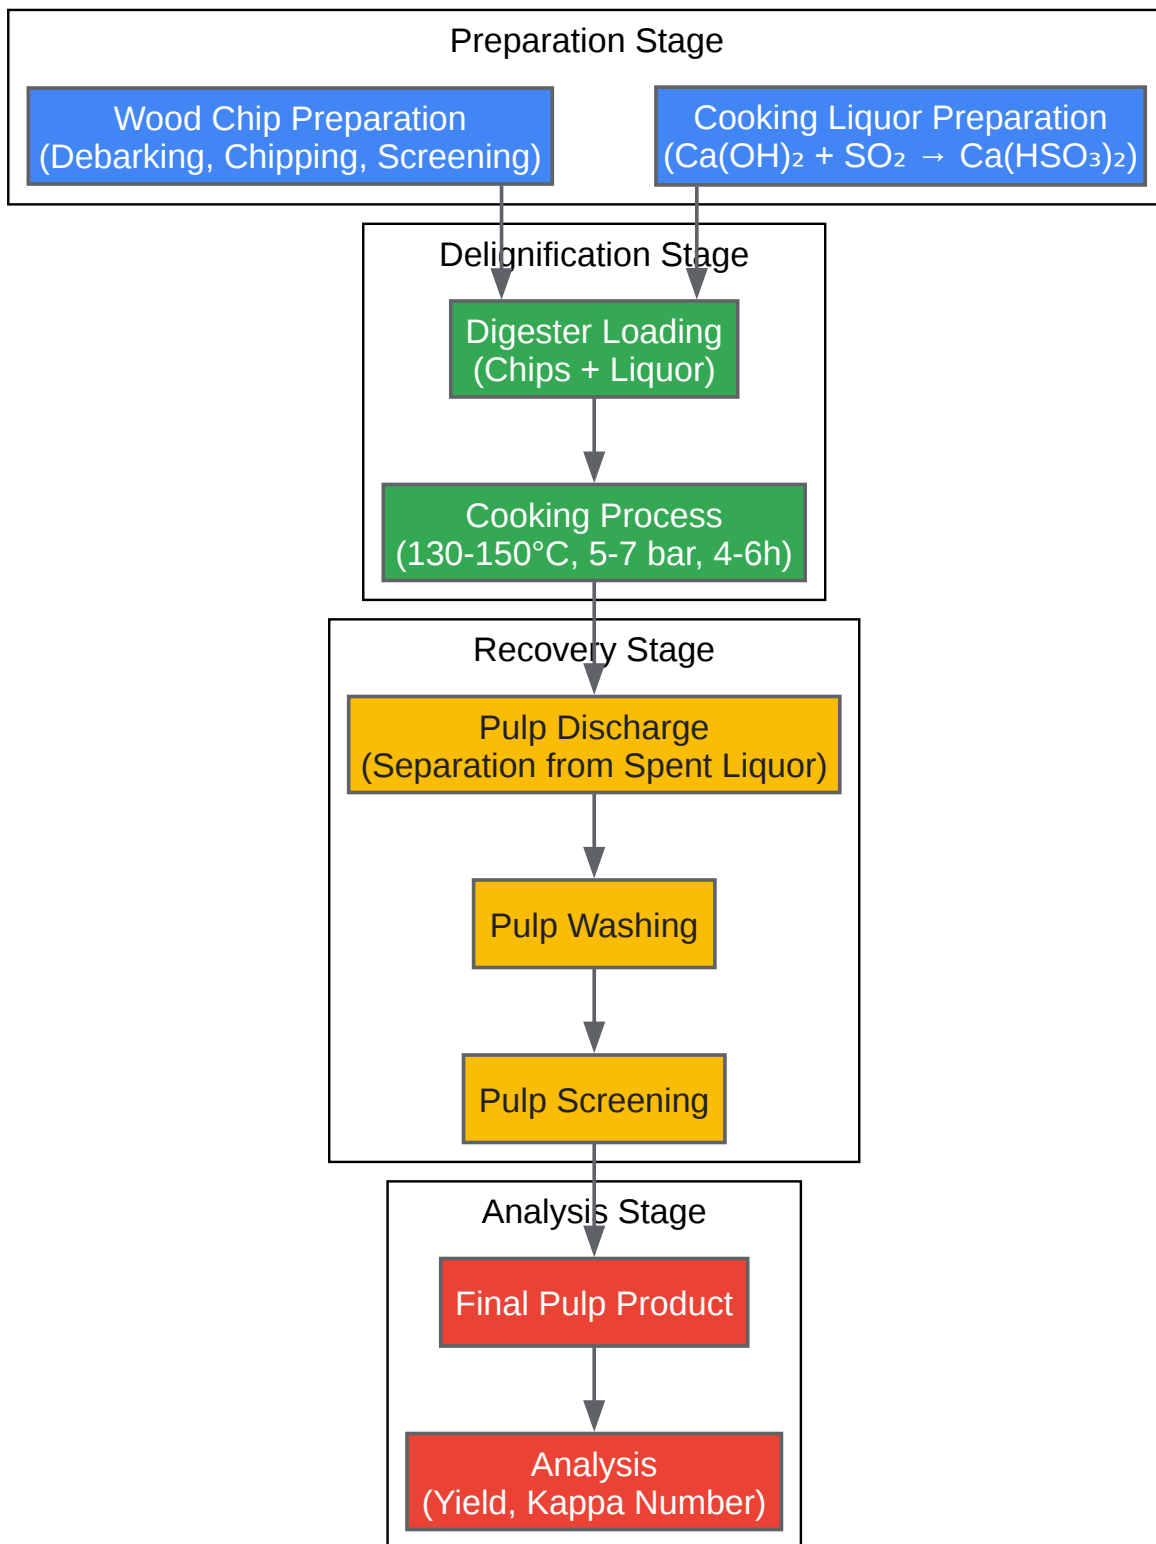 Preparation Stage
Wood Chip Preparation
(Debarking, Chipping, Screening)
Cooking Liquor Preparation
(Ca(OH)₂ + SO₂ → Ca(HSO₃)₂)
Delignification Stage
Digester Loading
(Chips + Liquor)
Cooking Process
(130-150°C, 5-7 bar, 4-6h)
Recovery Stage
Pulp Discharge
(Separation from Spent Liquor)
Pulp Washing
Pulp Screening
Analysis Stage
Final Pulp Product
Analysis
(Yield, Kappa Number)